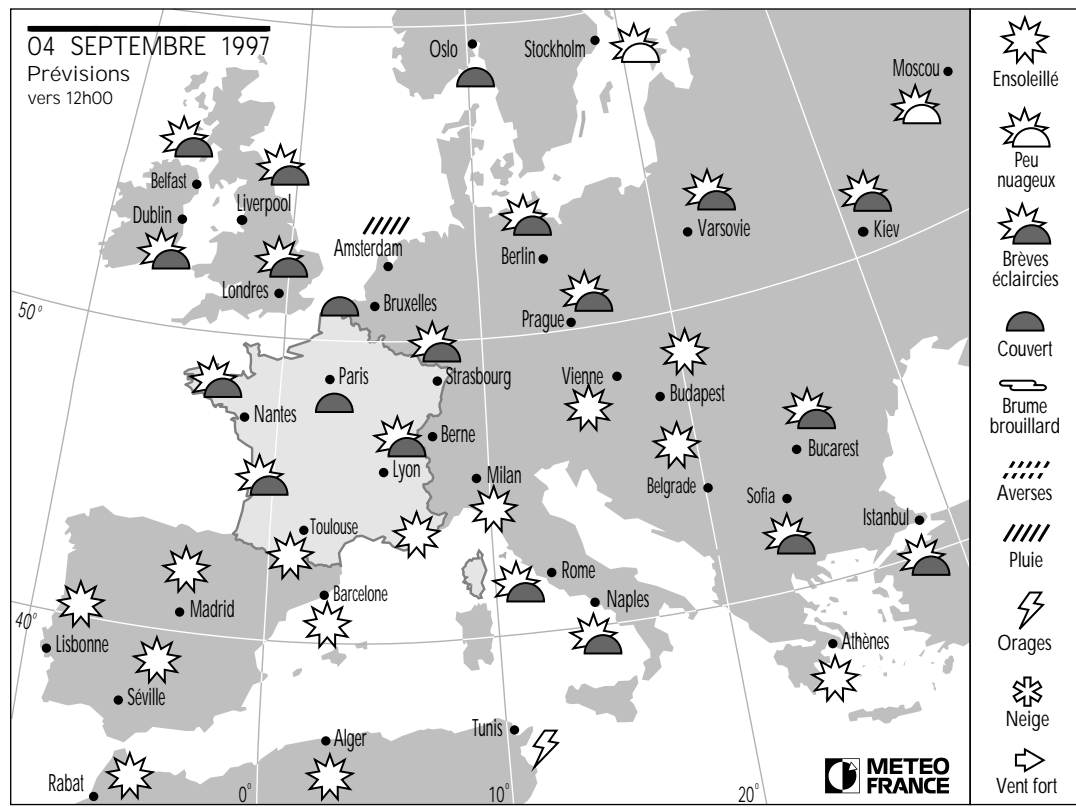 04 SEPTEMBRE 1997
Prévisions
vers 12h00
Oslo
Stockholm
Moscou
Belfast
Dublin
Liverpool
Amsterdam
Londres
Bruxelles
Berlin
Varsovie
Kiev
Prague
50°
Paris
Strasbourg
Vienne
Budapest
Nantes
Berne
Lyon
Milan
Bucarest
Belgrade
Sofia
Istanbul
Toulouse
Rome
Naples
Barcelone
Madrid
40°
Lisbonne
Séville
Athènes
Tunis
Alger
Rabat
0°
10°
20°
METEO
FRANCE
Ensoleillé
Peu
nuageux
Brèves
éclaircies
Couvert
Brume
brouillard
Averses
Pluie
Orages
Neige
Vent fort